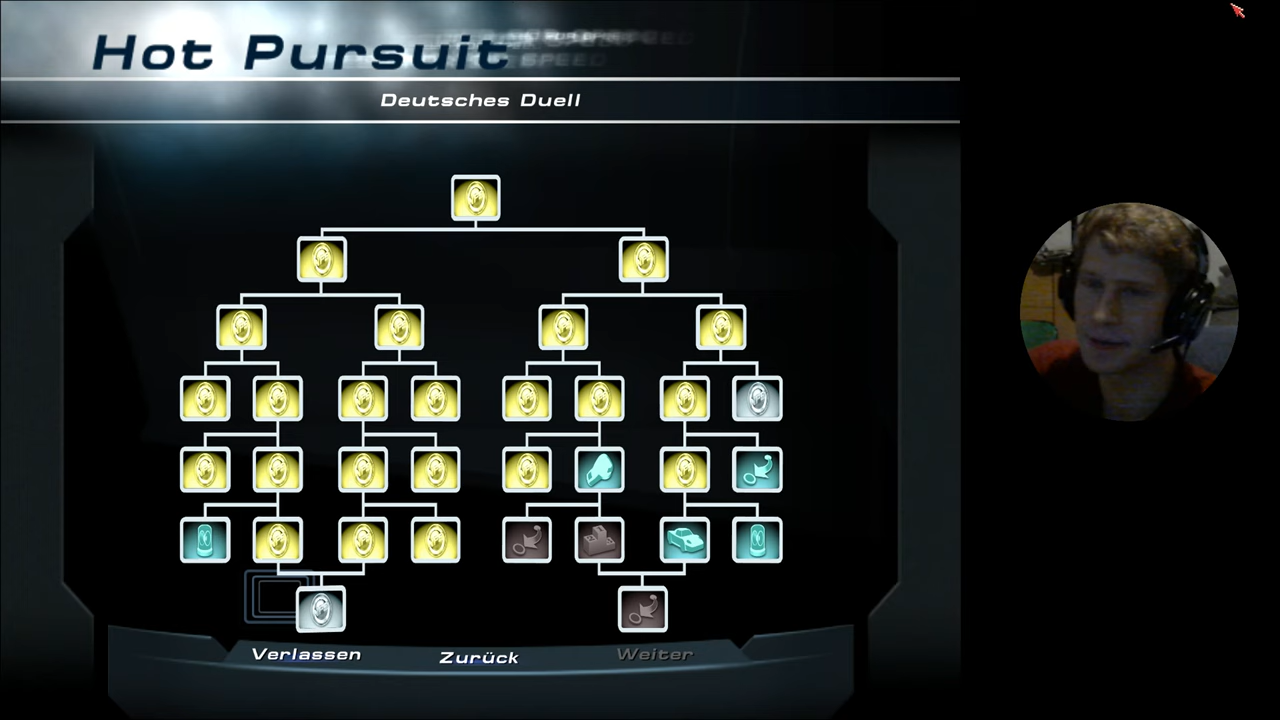 Hot Pursuit
Deutsches Duell
Verlassen
Zurück
Weiter